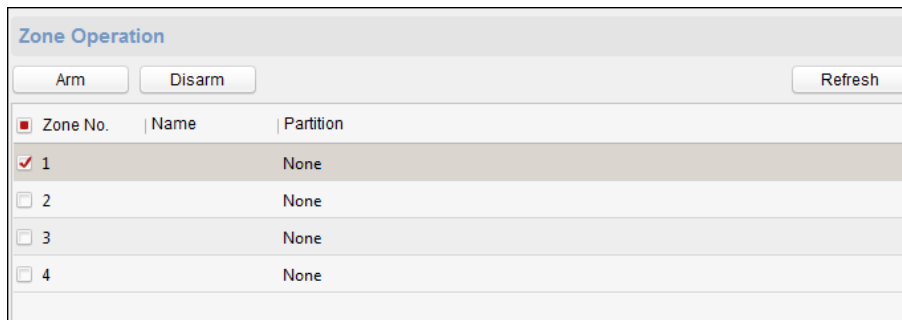 Zone Operation
Arm Disarm Refresh
Zone No. Name Partition
1 None
2 None
3 None
4 None